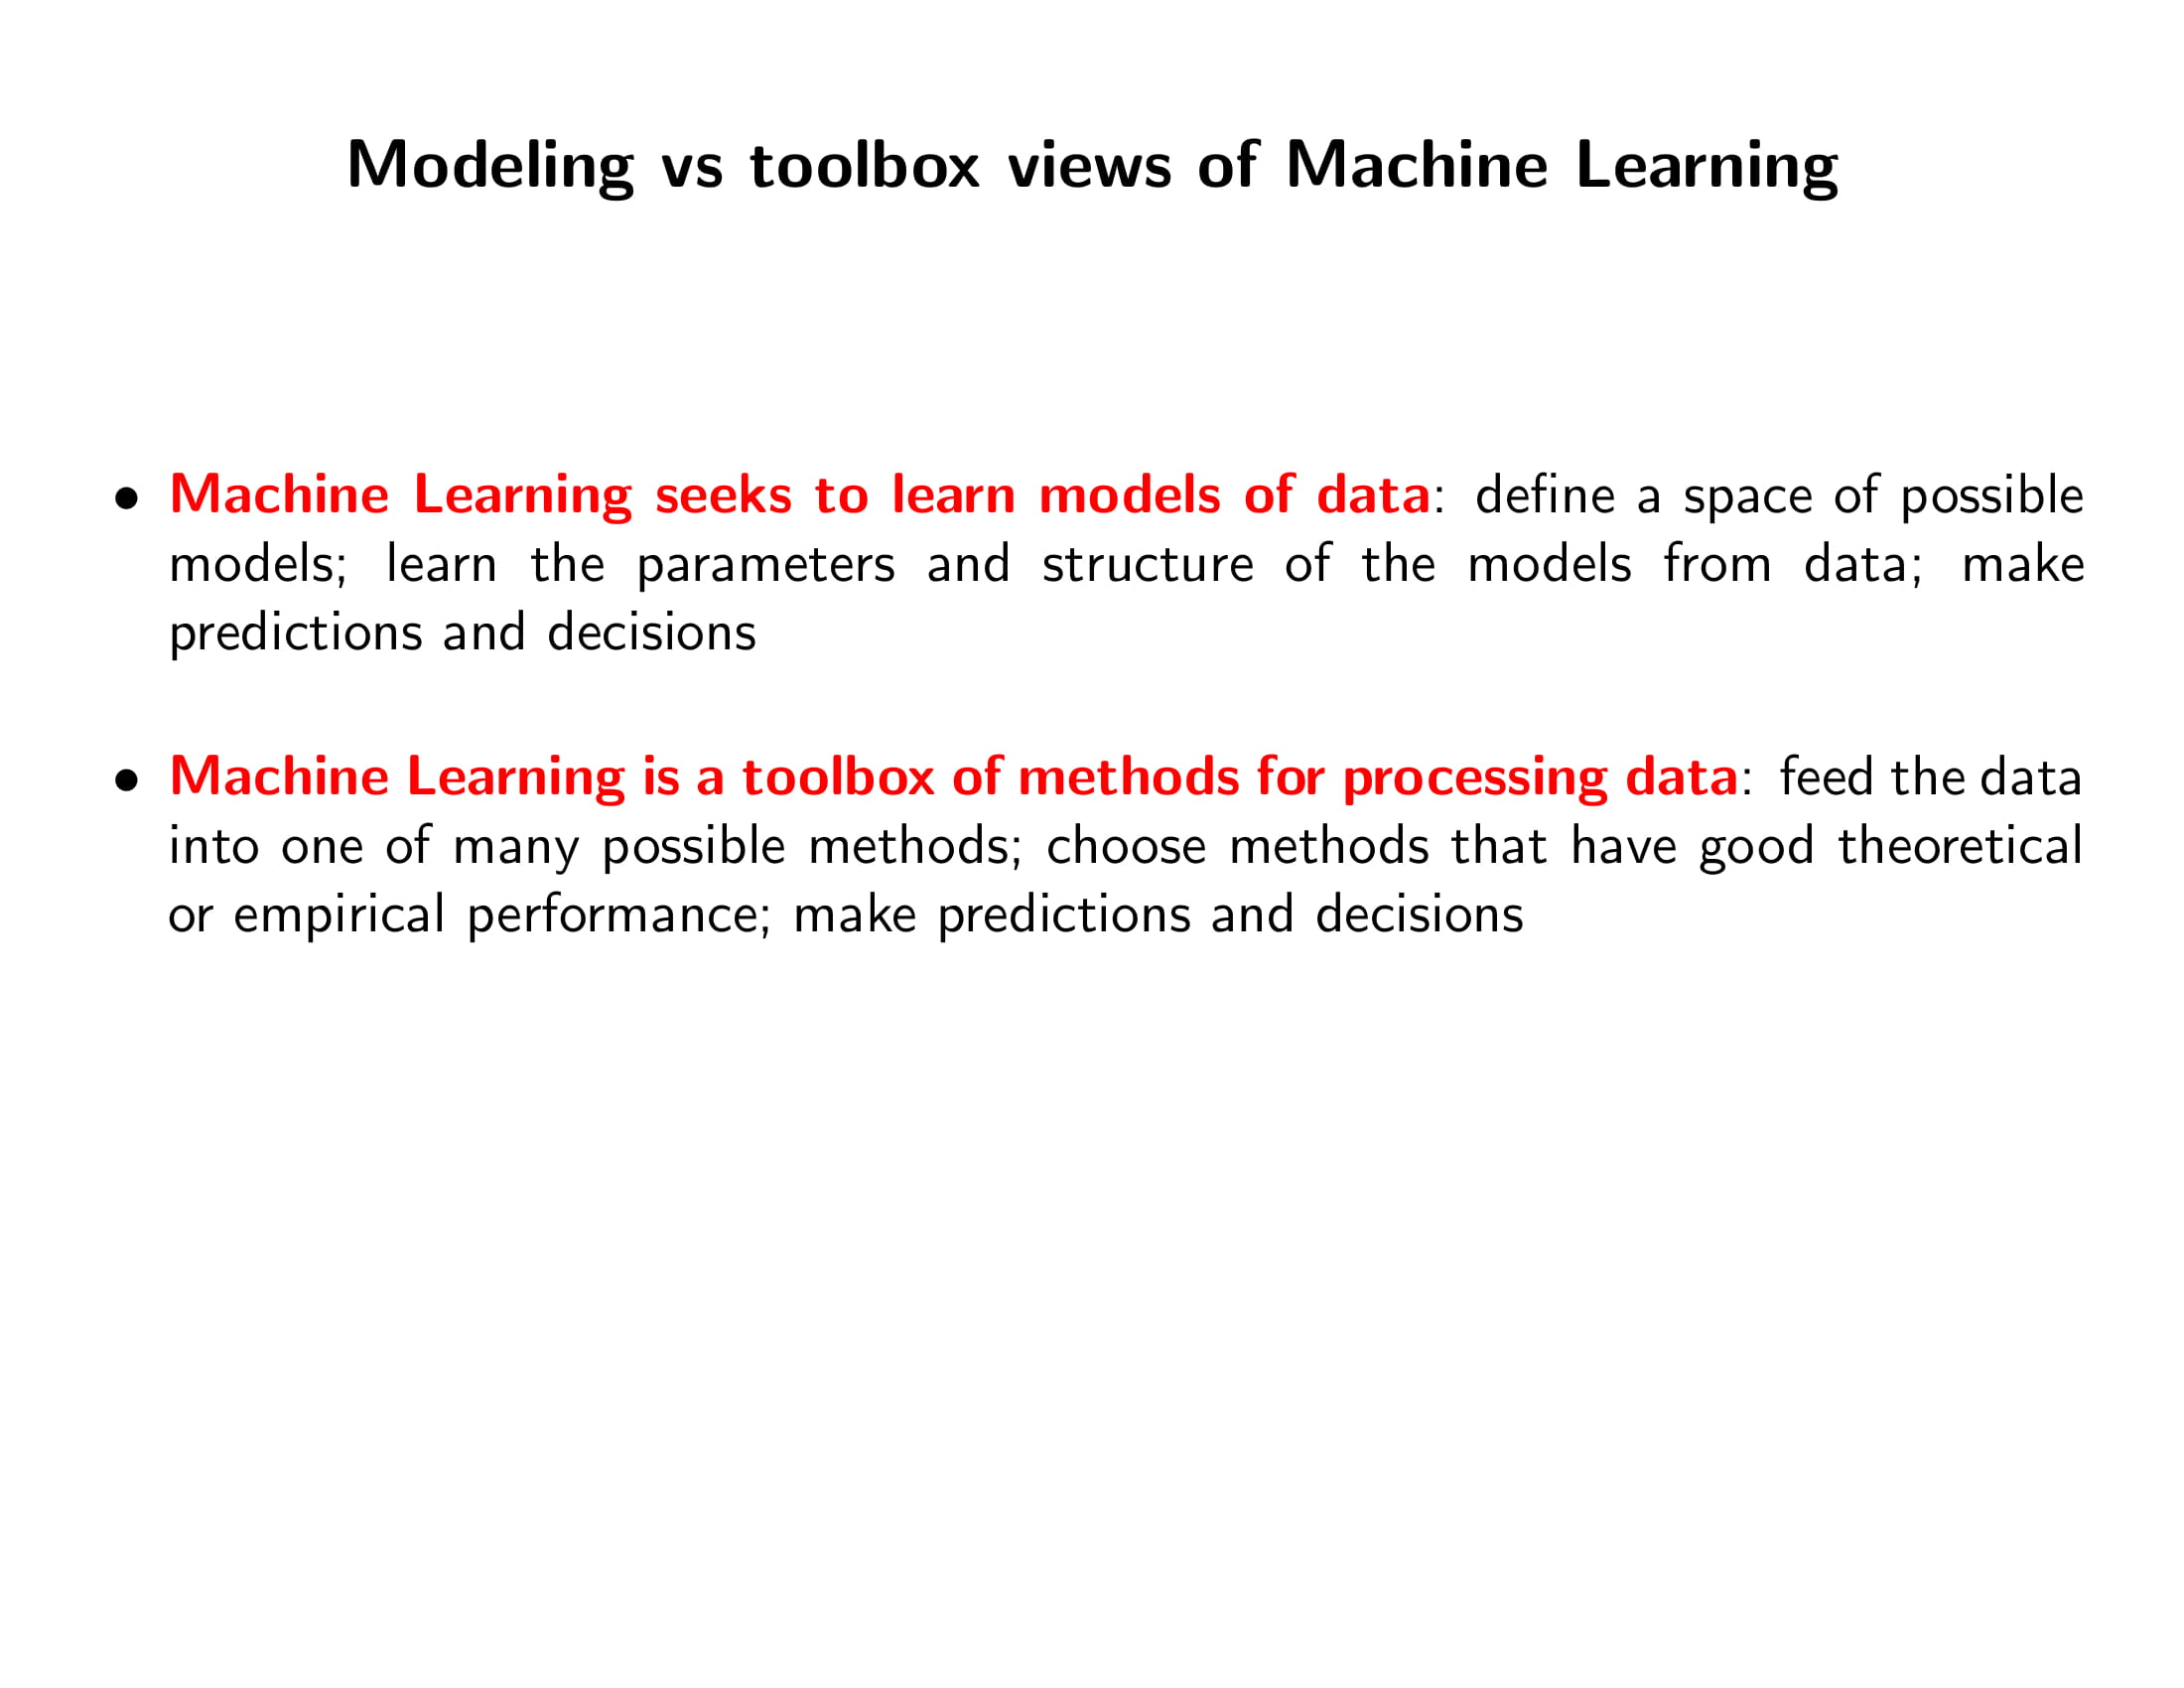 Modeling vs toolbox views of Machine Learning
• Machine Learning seeks to learn models of data: define a space of possible
models; learn the parameters and structure of the models from data; make
predictions and decisions
• Machine Learning is a toolbox of methods for processing data: feed the data
into one of many possible methods; choose methods that have good theoretical
or empirical performance; make predictions and decisions